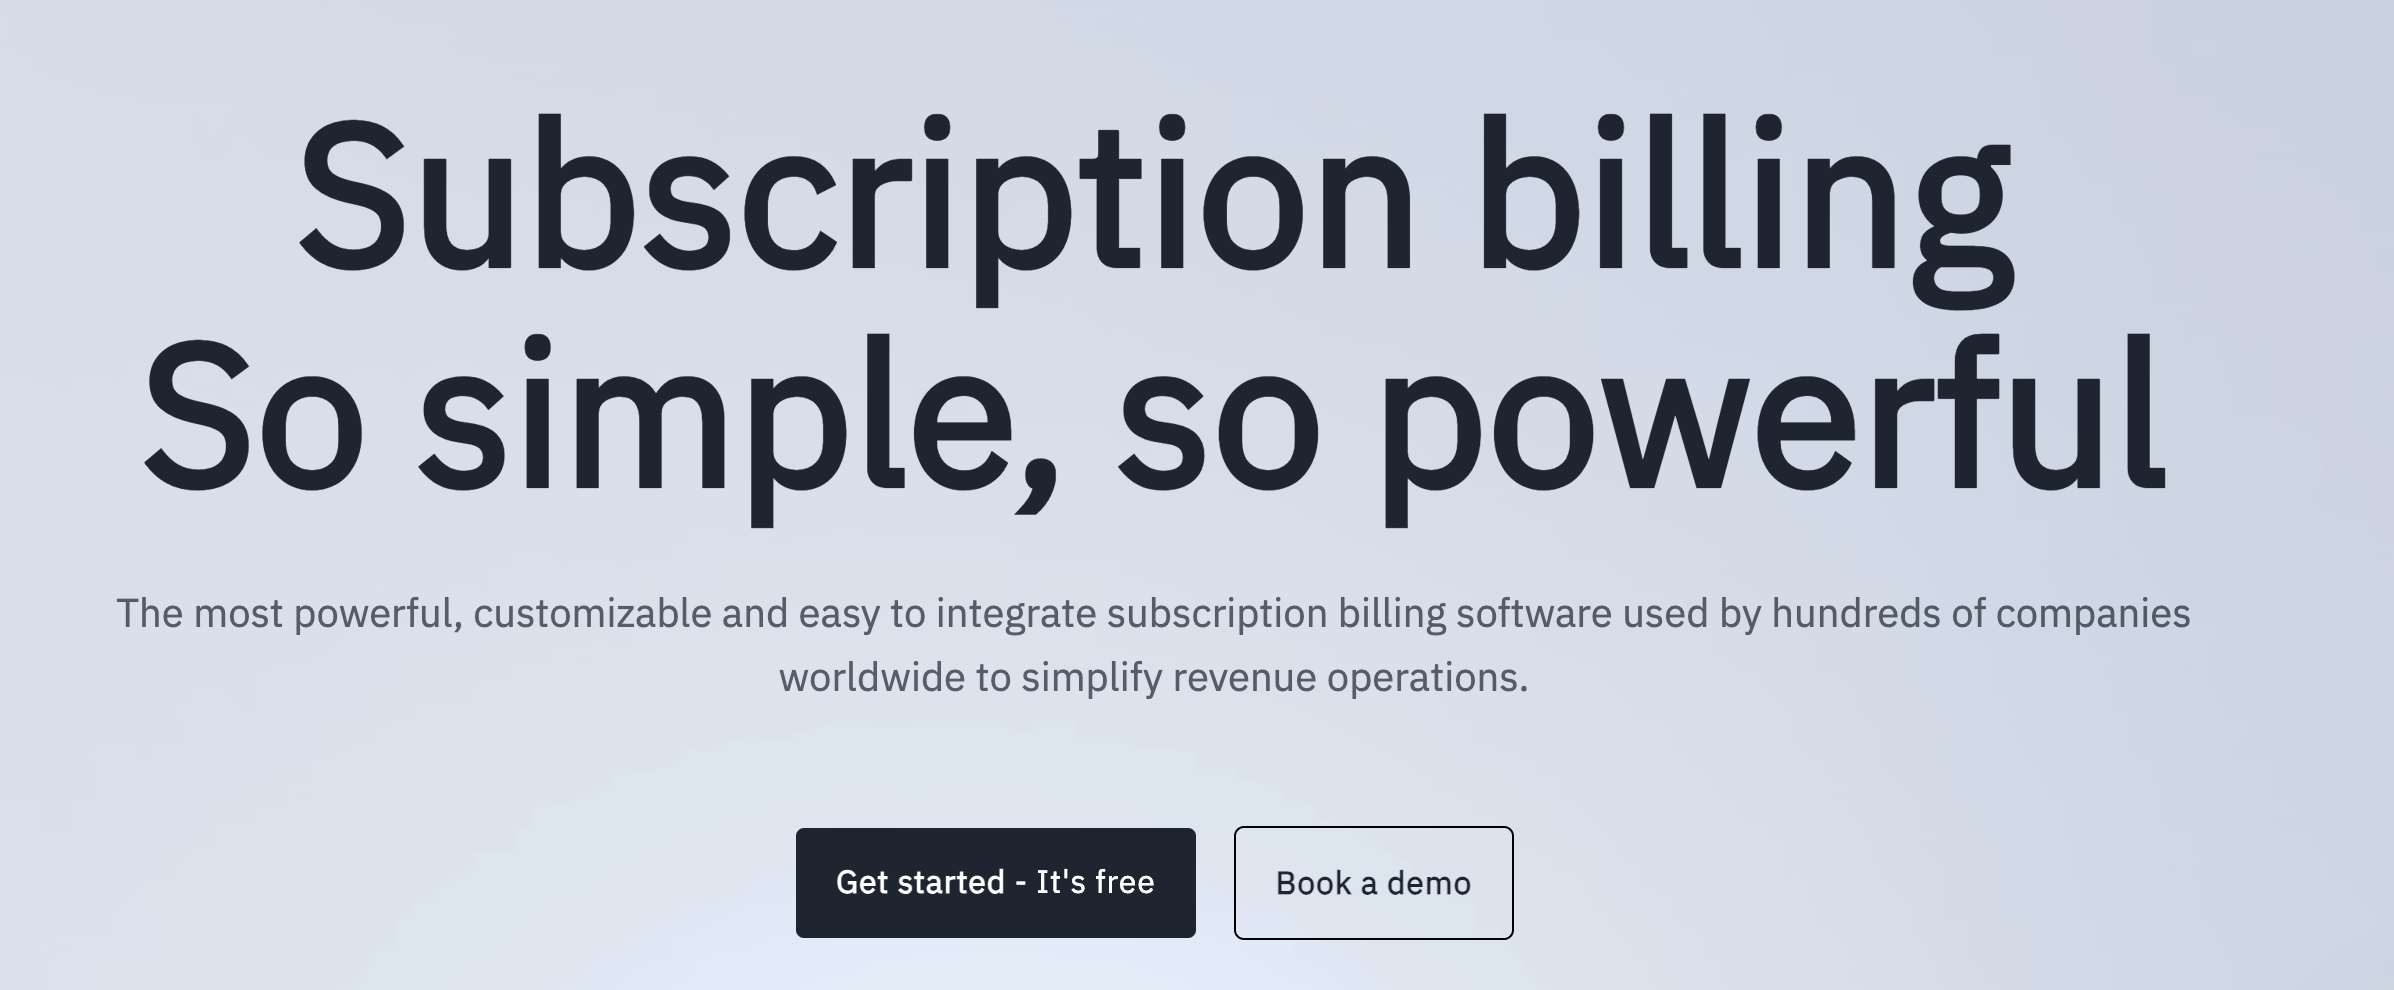 Subscription billing
So simple, so powerful
The most powerful, customizable and easy to integrate subscription billing software used by hundreds of companies
worldwide to simplify revenue operations.
Get started - It's free
Book a demo